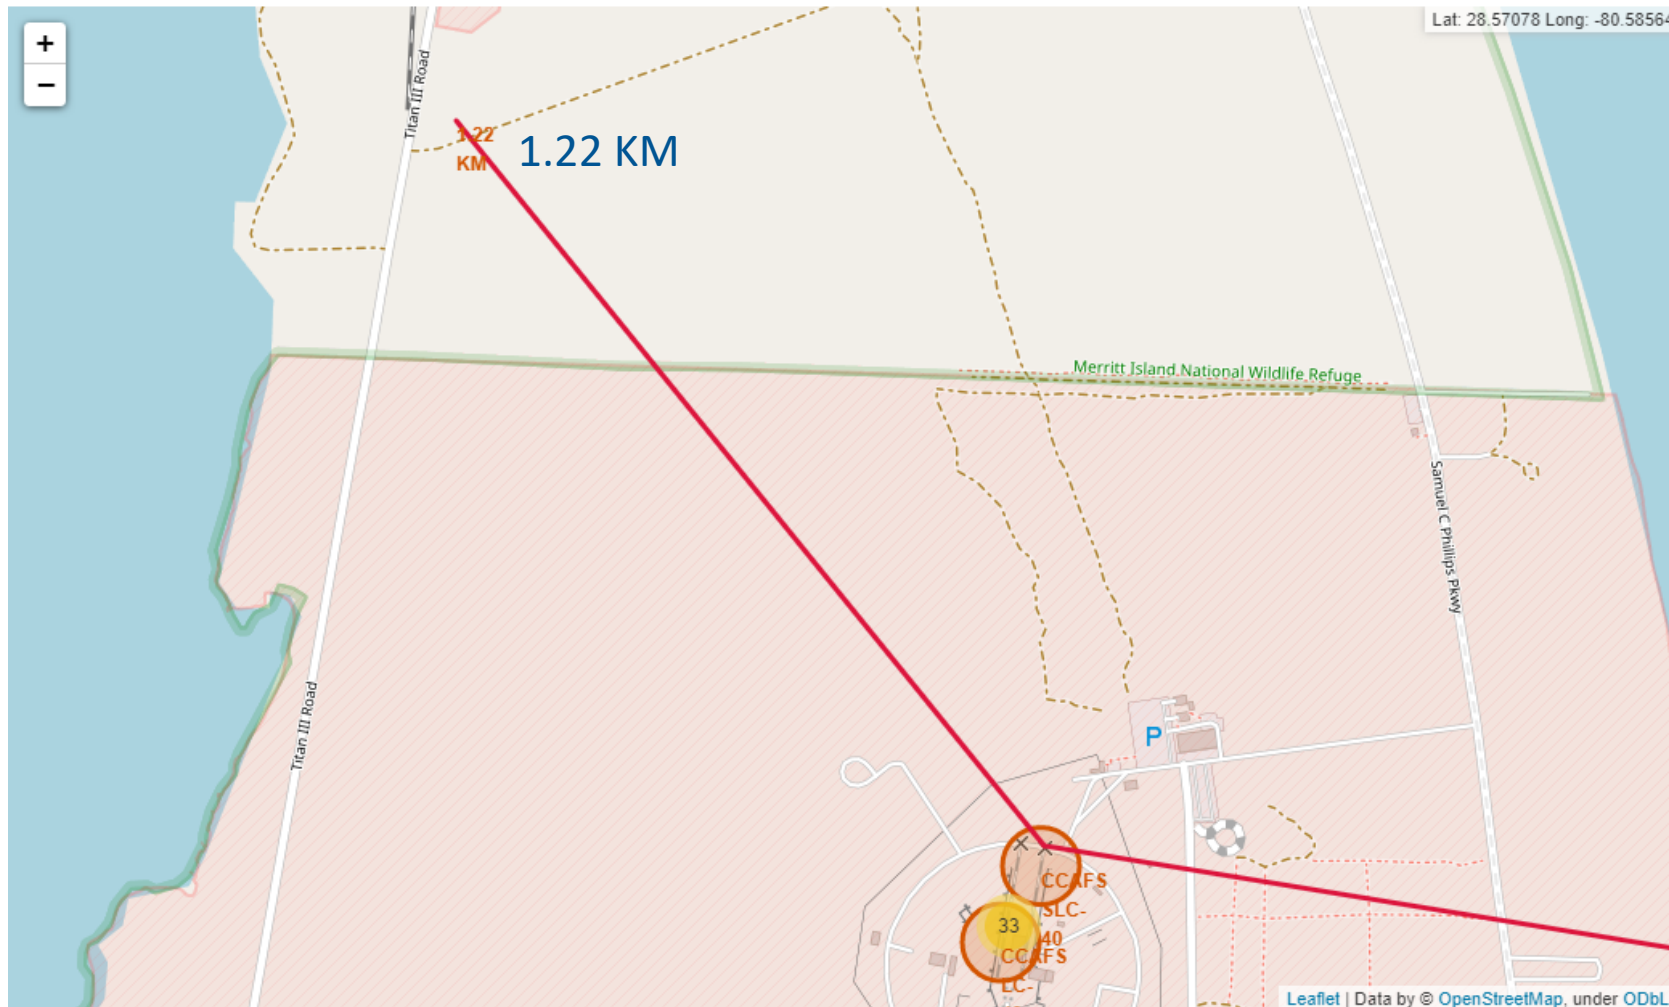 +
Lat: 28.57078 Long: -80.58564
−
Titan III Road
1.22
KM
1.22 KM
Merritt Island National Wildlife Refuge
Samuel C Phillips Pkwy
Titan III Road
P
CCAFS
SLC-
40
33
CCAFS
LC-
Leaflet | Data by © OpenStreetMap, under ODbL